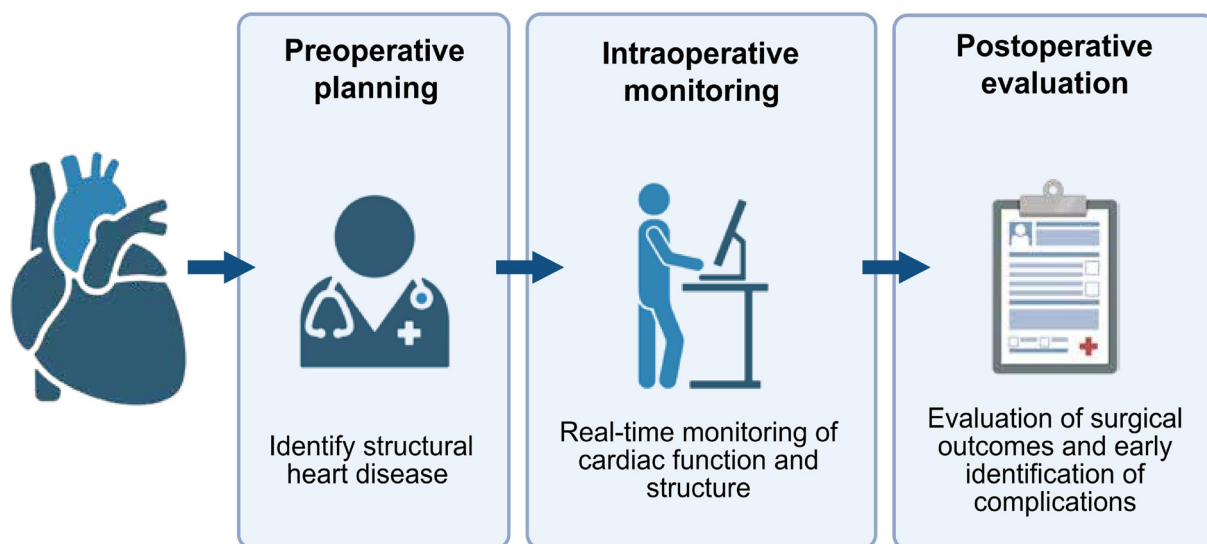 Preoperative
planning
Identify structural
heart disease
Intraoperative
monitoring
Real-time monitoring of
cardiac function and
structure
Postoperative
evaluation
Evaluation of surgical
outcomes and early
identification of
complications